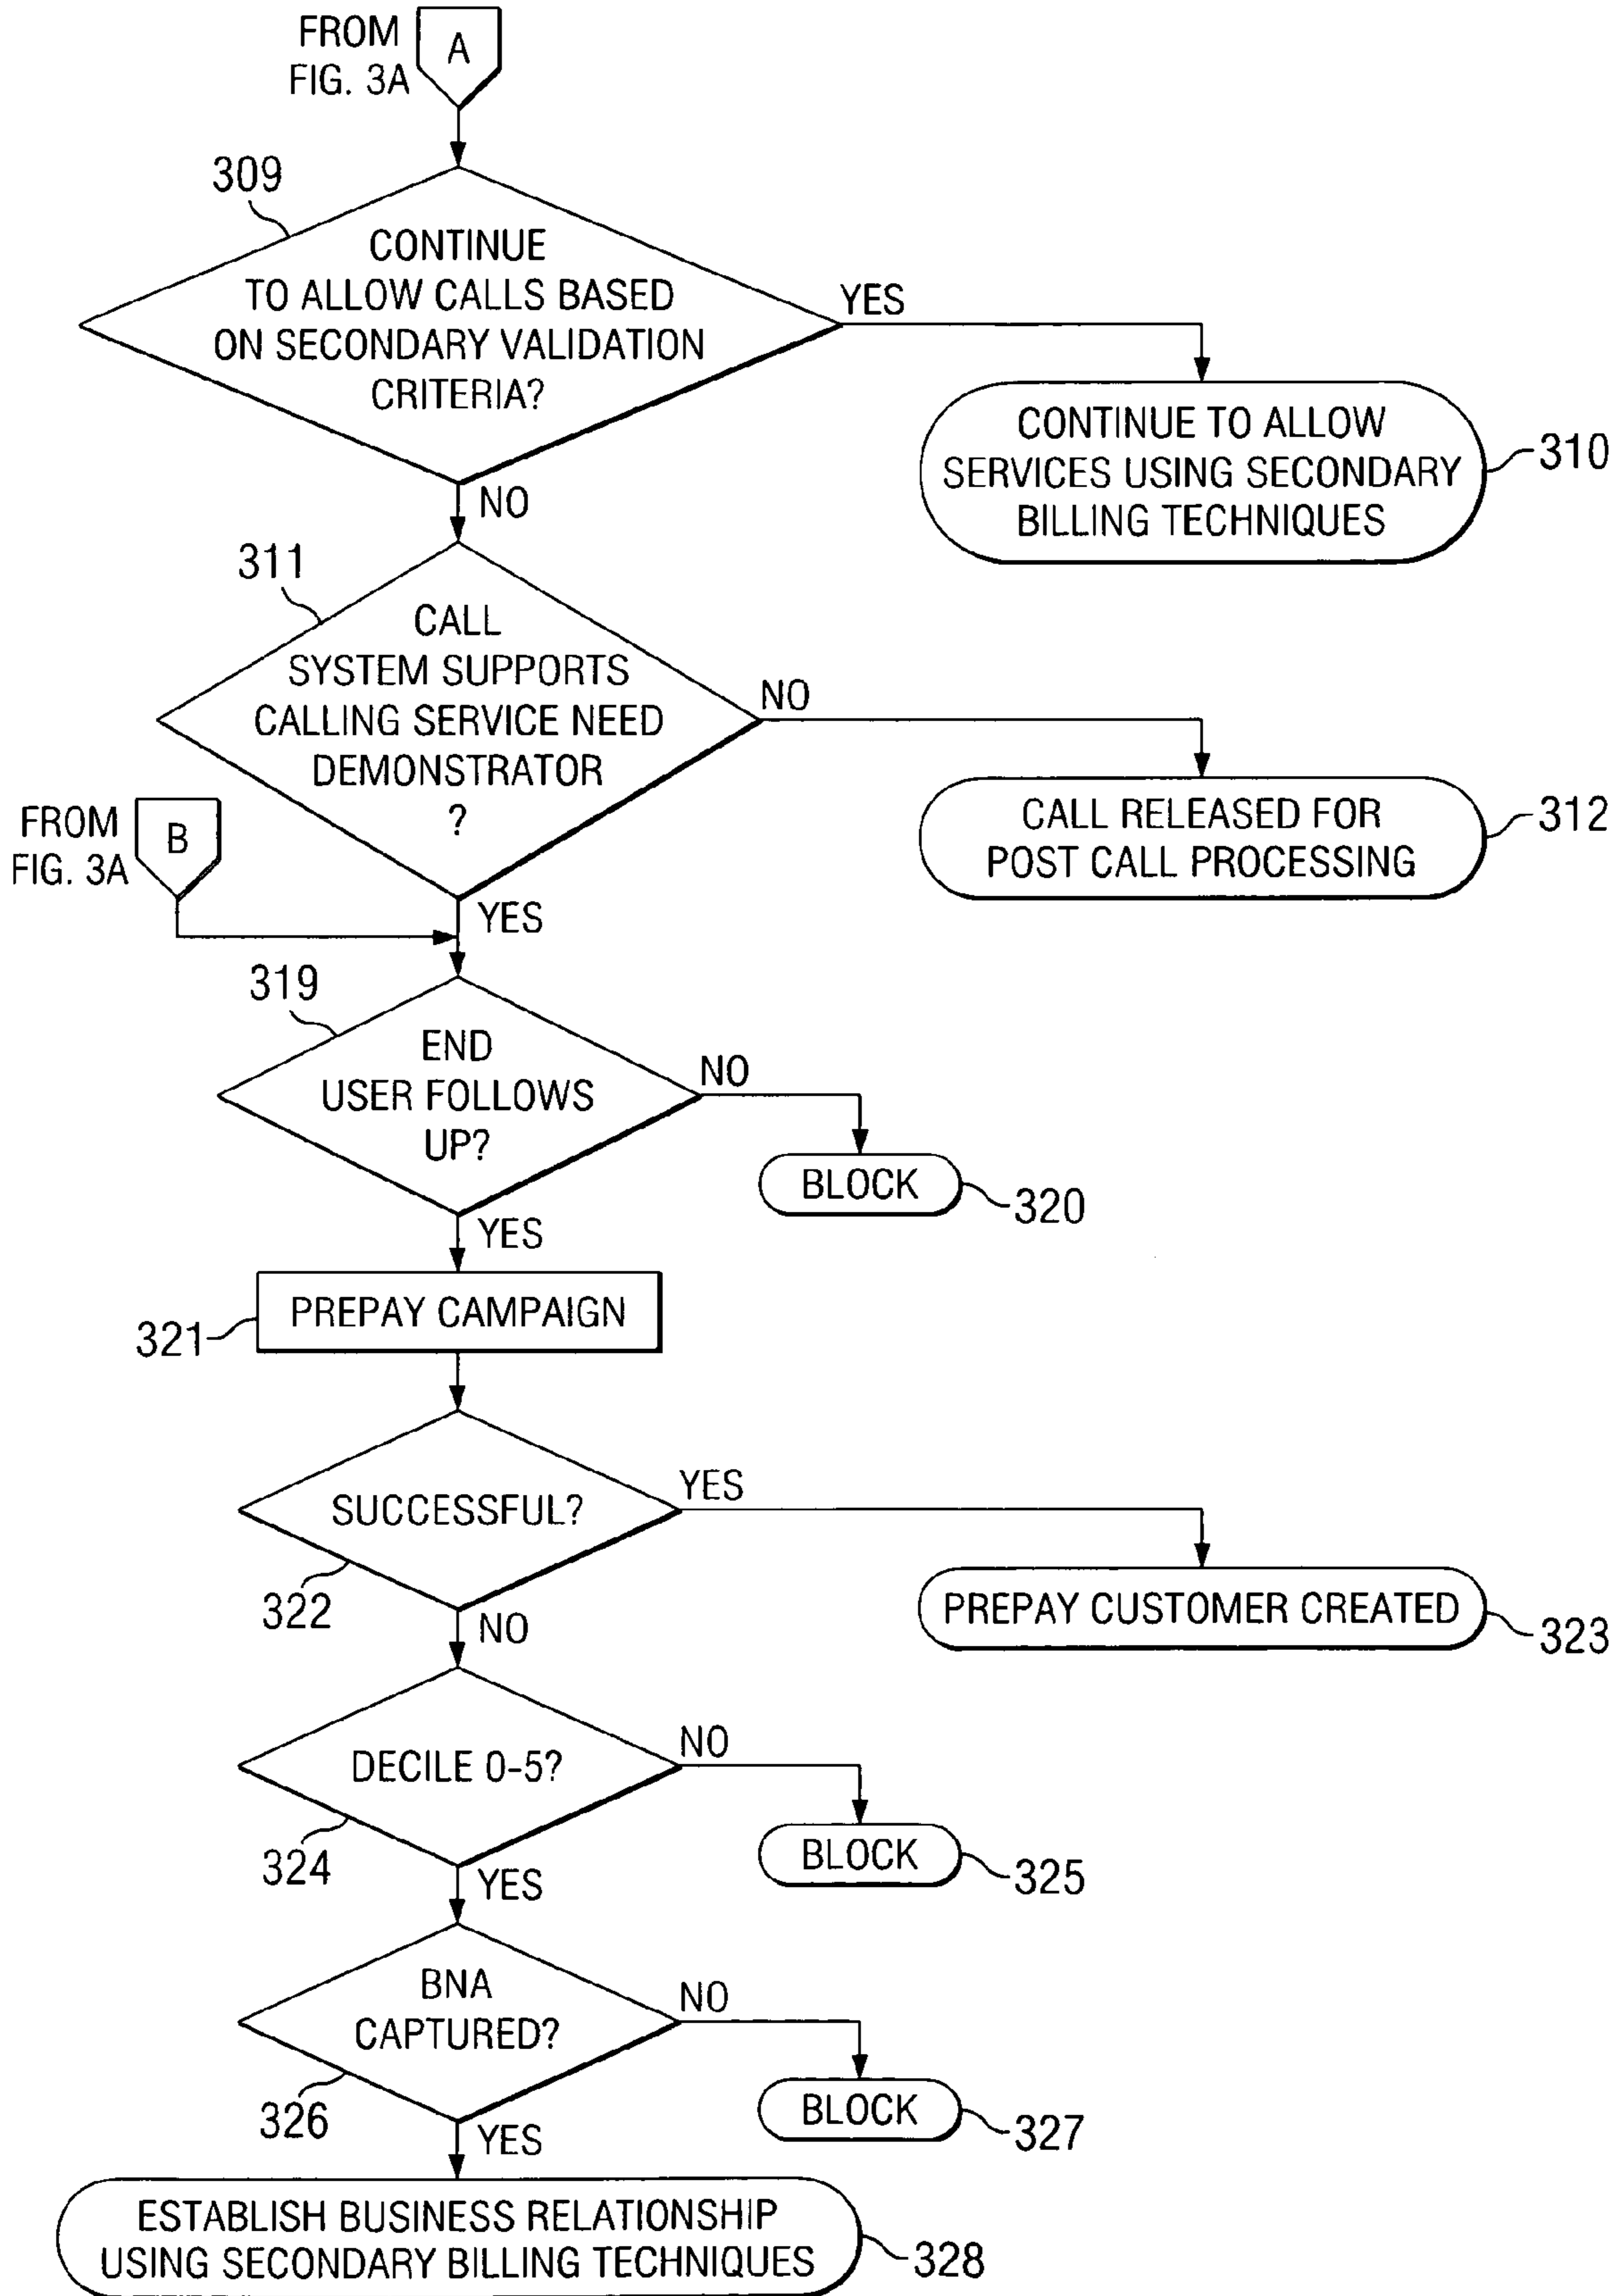 FROM
FIG. 3A
A
309
CONTINUE
TO ALLOW CALLS BASED
ON SECONDARY VALIDATION
CRITERIA?
YES
CONTINUE TO ALLOW
SERVICES USING SECONDARY
BILLING TECHNIQUES
310
NO
311
CALL
SYSTEM SUPPORTS
CALLING SERVICE NEED
DEMONSTRATOR
?
NO
CALL RELEASED FOR
POST CALL PROCESSING
312
FROM
FIG. 3A
B
YES
319
END
USER FOLLOWS
UP?
NO
BLOCK
320
YES
PREPAY CAMPAIGN
321
SUCCESSFUL?
YES
322
PREPAY CUSTOMER CREATED
323
NO
DECILE 0-5?
NO
324
BLOCK
325
YES
BNA
CAPTURED?
NO
326
BLOCK
327
YES
ESTABLISH BUSINESS RELATIONSHIP
USING SECONDARY BILLING TECHNIQUES
328